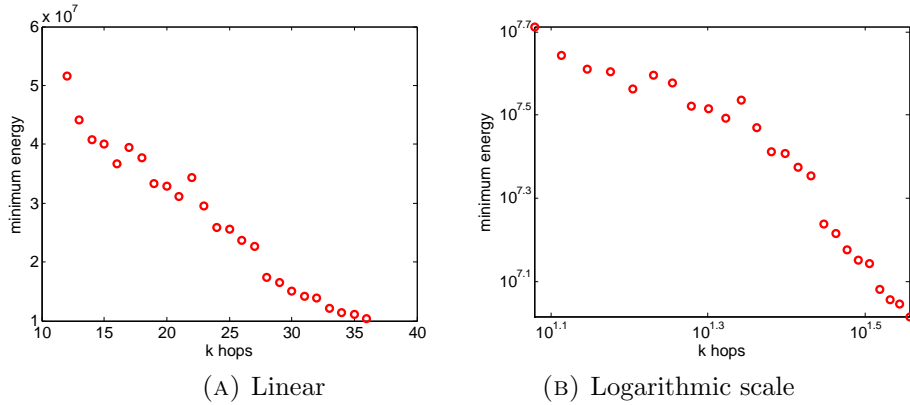 x 10^7
6
5
4
3
2
1
minimum energy
10 15 20 25 30 35 40
k hops
(A) Linear
10^7.7
10^7.5
10^7.3
10^7.1
minimum energy
10^1.1 10^1.3 10^1.5
k hops
(B) Logarithmic scale